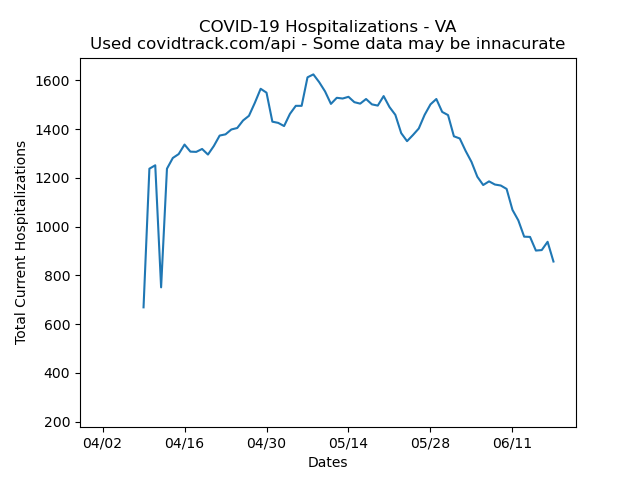 COVID-19 Hospitalizations - VA
Used covidtrack.com/api - Some data may be innacurate
Total Current Hospitalizations
1600
1400
1200
1000
800
600
400
200
04/02 04/16 04/30 05/14 05/28 06/11
Dates